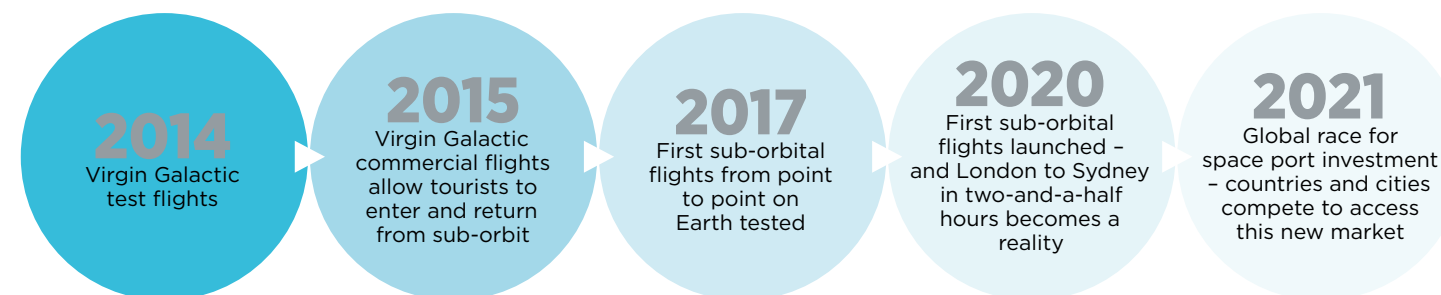 2014
Virgin Galactic
test flights
2015
Virgin Galactic
commercial flights
allow tourists to
enter and return
from sub-orbit
2017
First sub-orbital
flights from point
to point on
Earth tested
2020
First sub-orbital
flights launched –
and London to Sydney
in two-and-a-half
hours becomes a
reality
2021
Global race for
space port investment
– countries and cities
compete to access
this new market